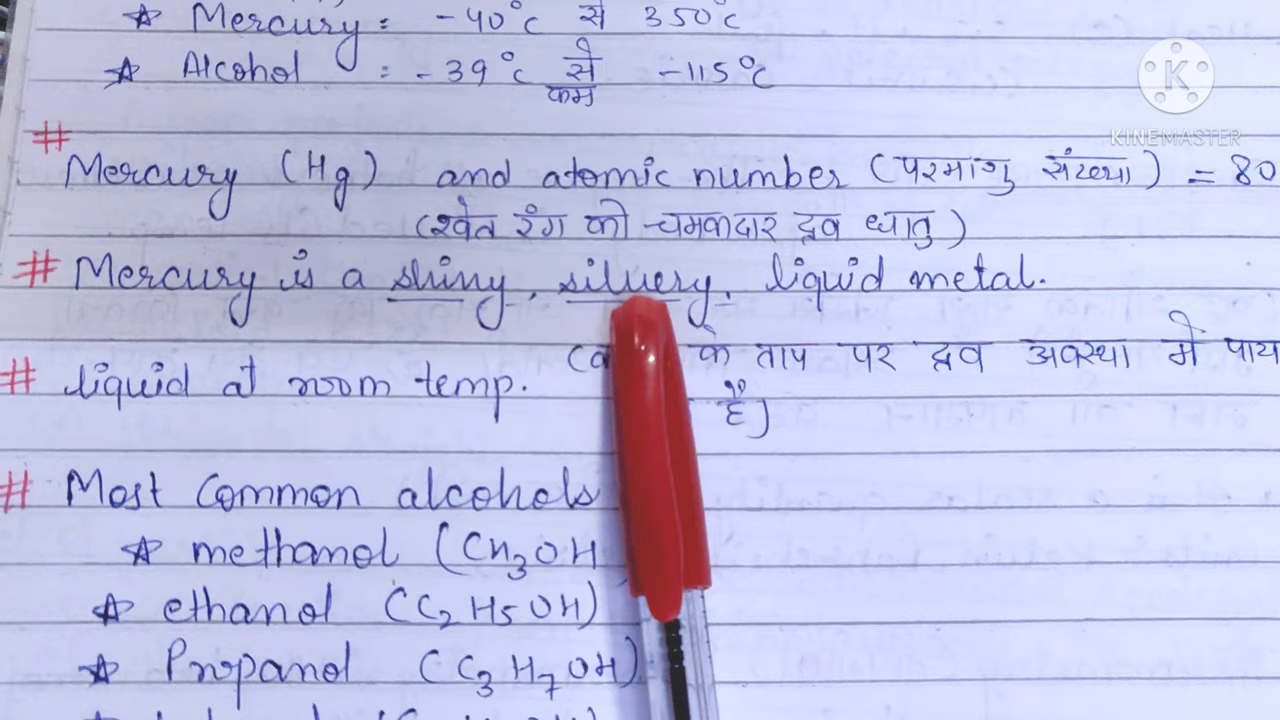 ☆ Mercury: -40°c से 350°c
☆ Alcohol : -39°c से -115°c
कम
K
KINEMASTER
#
Mercury (Hg) and atomic number (परमाणु संख्या) = 80
(श्वेत रंग की चमकदार द्रव धातु)
# Mercury is a shiny, silvery, liquid metal.
के ताप पर द्रव अवस्था में पाय
# liquid at room temp.
हैं)
# Most Common alcohols
☆ methanol (CH3OH
☆ ethanol (C2H5OH)
☆ Propanol (C3H7OH)